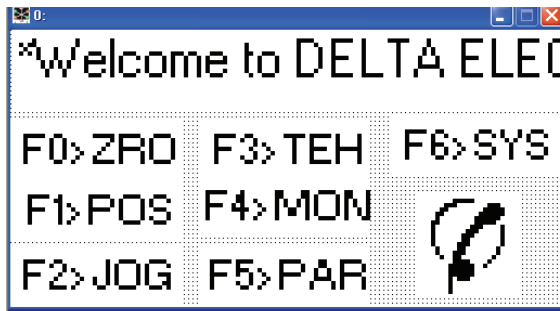 0:
*Welcome to DELTA ELEC
F0>ZRO F3>TEH F6>SYS
F1>POS F4>MON
F2>JOG F5>PAR